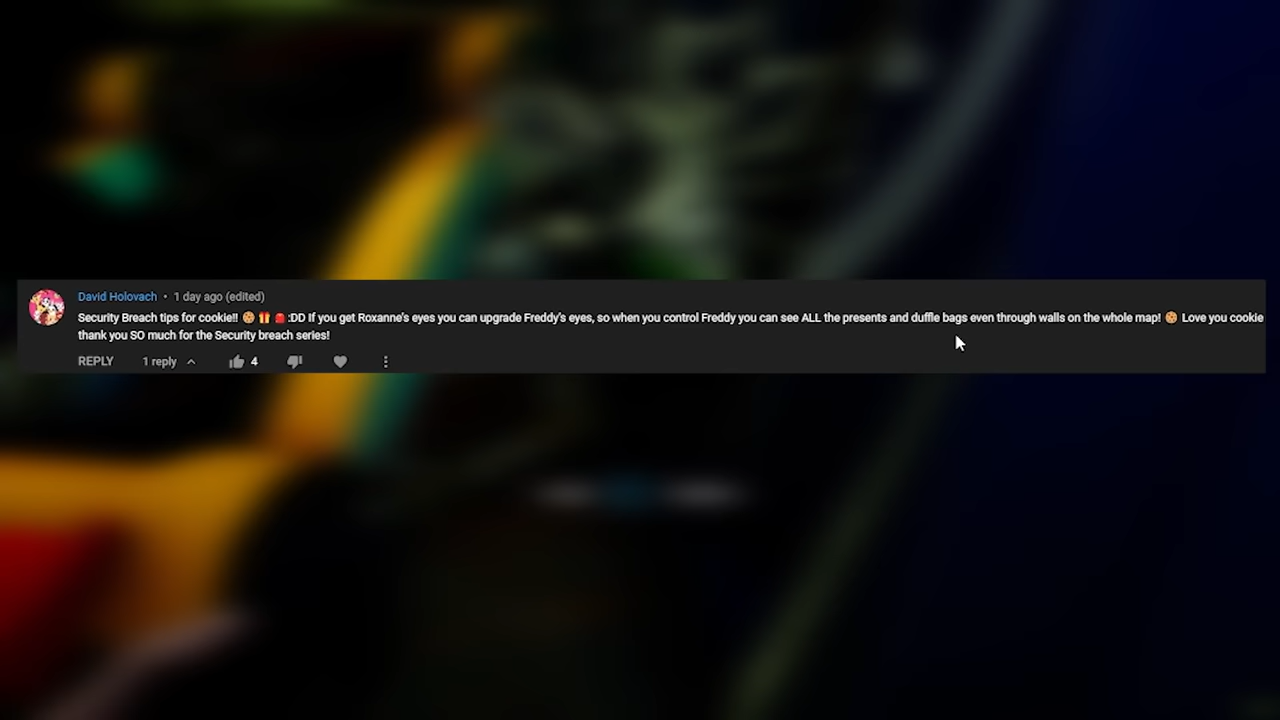 David Holovach • 1 day ago (edited)
Security Breach tips for cookie!! 🍪 🎁 🎒 :DD If you get Roxanne's eyes you can upgrade Freddy's eyes, so when you control Freddy you can see ALL the presents and duffle bags even through walls on the whole map! 🍪 Love you cookie
thank you SO much for the Security breach series!
REPLY 1 reply 4